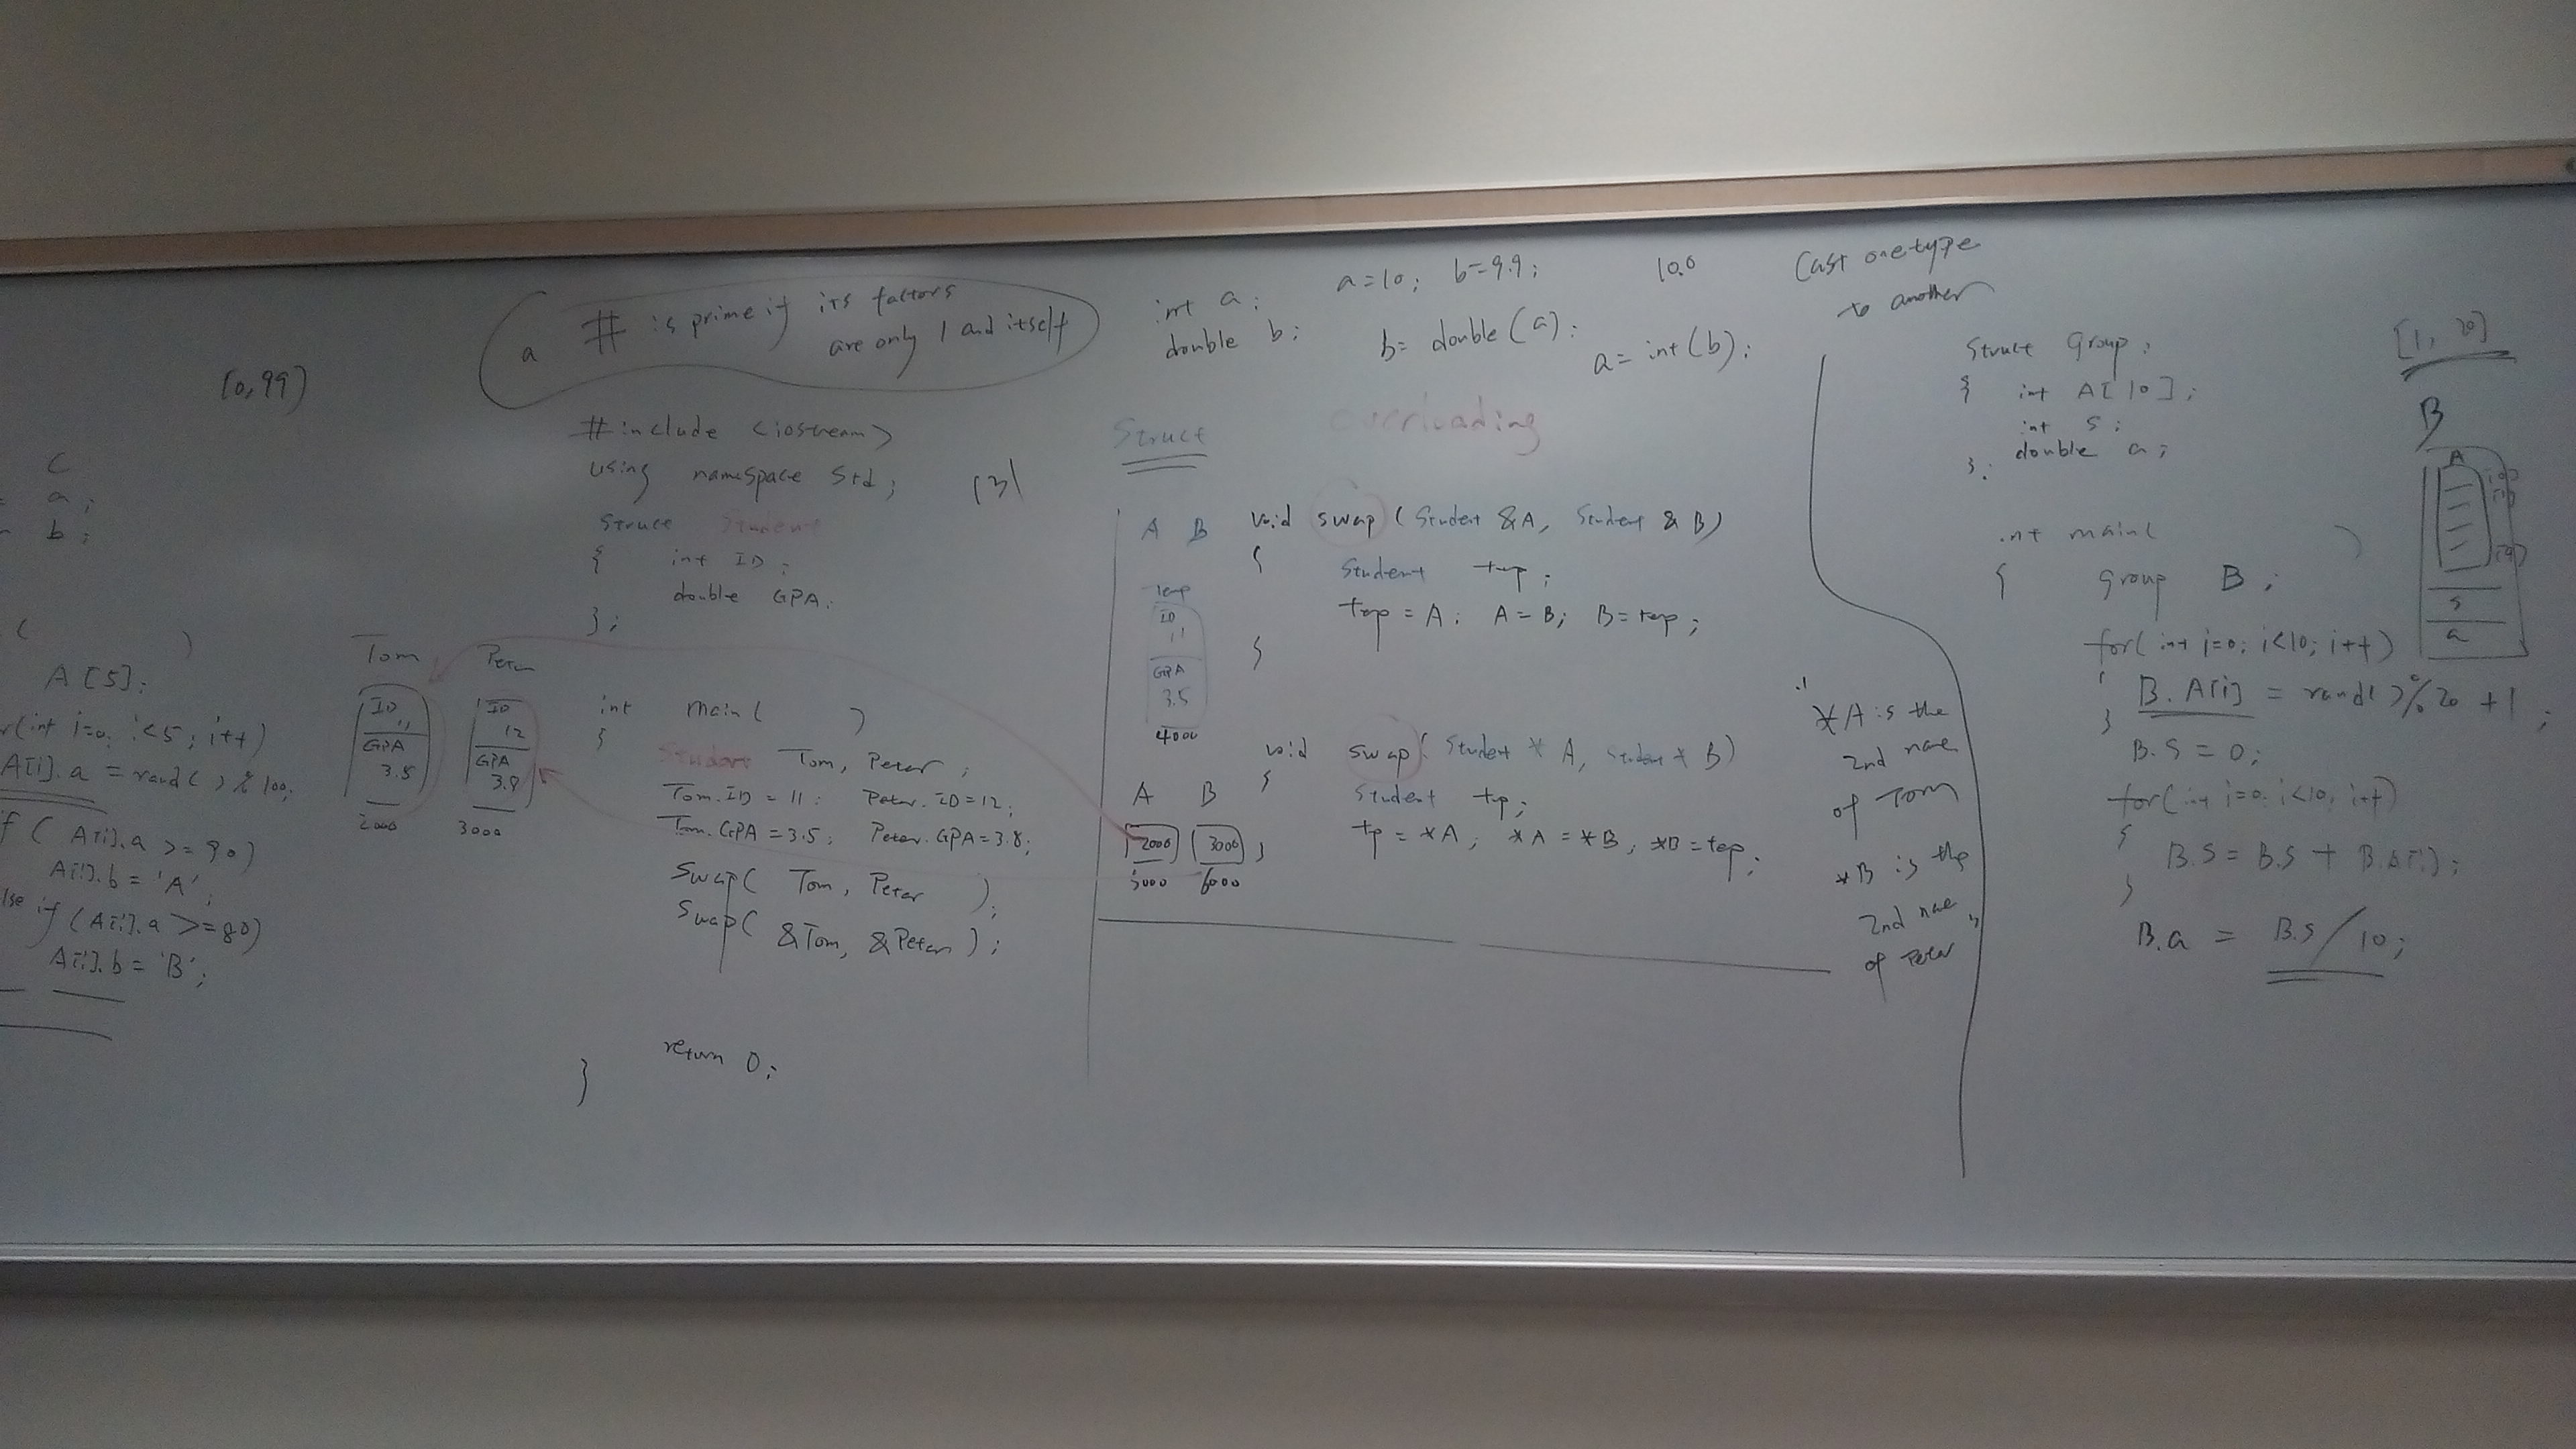 [0,99]
C
= a;
b;
(          )
A[5];
r(int i=0; i<5; i++)
A[i].a = rand( ) % 100;
if ( A[i].a >= 90)
A[i].b = 'A';
lse if (A[i].a >= 80)
A[i].b = 'B';
a # is prime if its factors
are only 1 and itself
#include <iostream>
using namespace std;
struct Student
{ int ID;
double GPA;
};
Tom Peter
ID ID
11 12
GPA GPA
3.5 3.8
2000 3000
int main( )
{
Student Tom, Peter;
Tom.ID = 11; Peter.ID=12;
Tom.GPA = 3.5; Peter.GPA=3.8;
Swap( Tom, Peter );
Swap( &Tom, &Peter );
return 0;
}
int a; a=10; b=9.9; 10.0
double b; b= double(a); a= int(b);
Cast one type
to another
Struct Overloading
A B void swap (Student &A, Student & B)
{
Student tmp;
tmp = A; A=B; B=temp;
}
Temp
ID
11
GPA
3.5
4000
void swap( Student * A, Student * B)
{
A B Student tp;
tp = *A; *A = *B; *B = tep;
2000 3000 }
5000 6000
*A is the
2nd name
of Tom
*B is the
2nd name
of Peter
Struct Group;
{ int A[10];
int s;
double a;
};
[1, 20]
B
A
s
a
int main( )
{ group B;
for( int i=0; i<10; i++)
{ B.A[i] = rand( )% 20 +1;
}
B.S = 0;
for( int i=0; i<10; i++)
{
B.S = B.S + B.A[i];
}
B.a = B.S / 10;